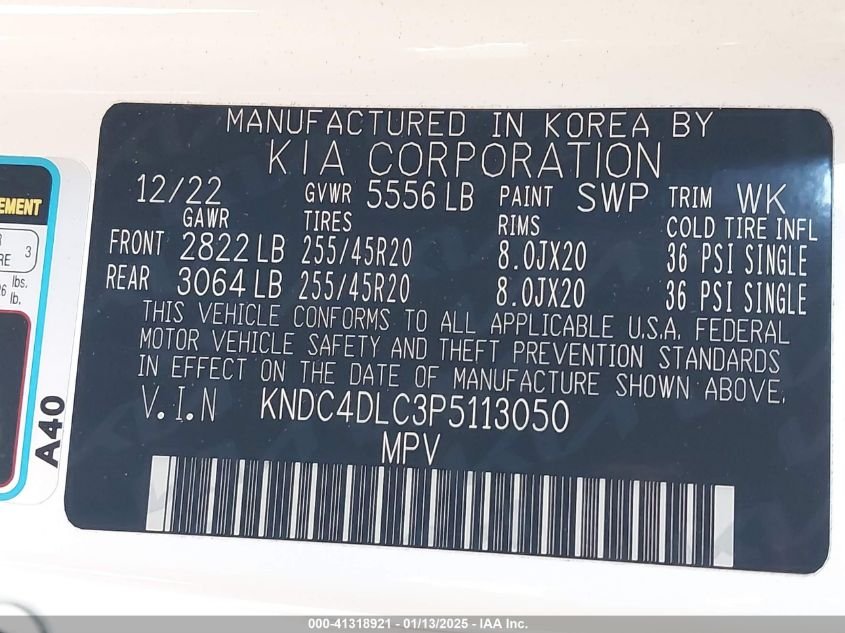 MANUFACTURED IN KOREA BY
KIA CORPORATION
12/22 GVWR 5556 LB PAINT SWP TRIM WK
GAWR TIRES RIMS COLD TIRE INFL
FRONT 2822 LB 255/45R20 8.0JX20 36 PSI SINGLE
REAR 3064 LB 255/45R20 8.0JX20 36 PSI SINGLE
THIS VEHICLE CONFORMS TO ALL APPLICABLE U.S.A. FEDERAL
MOTOR VEHICLE SAFETY AND THEFT PREVENTION STANDARDS
IN EFFECT ON THE DATE OF MANUFACTURE SHOWN ABOVE.
V.I.N KNDC4DLC3P5113050
MPV
3
lbs.
lb.
A40
000-41318921 - 01/13/2025 - IAA Inc.